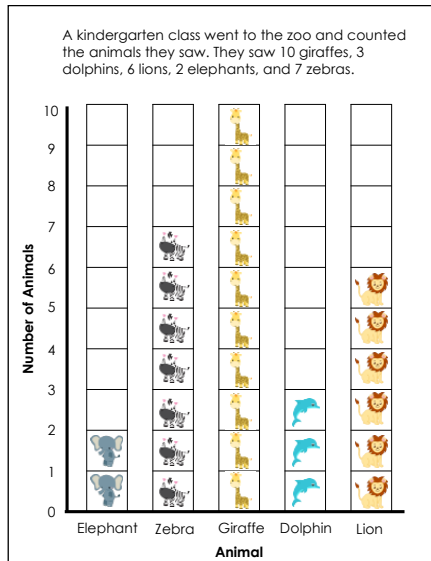 A kindergarten class went to the zoo and counted
the animals they saw. They saw 10 giraffes, 3
dolphins, 6 lions, 2 elephants, and 7 zebras.
10
9
8
7
6
5
4
3
2
1
0
Number of Animals
Elephant Zebra Giraffe Dolphin Lion
Animal